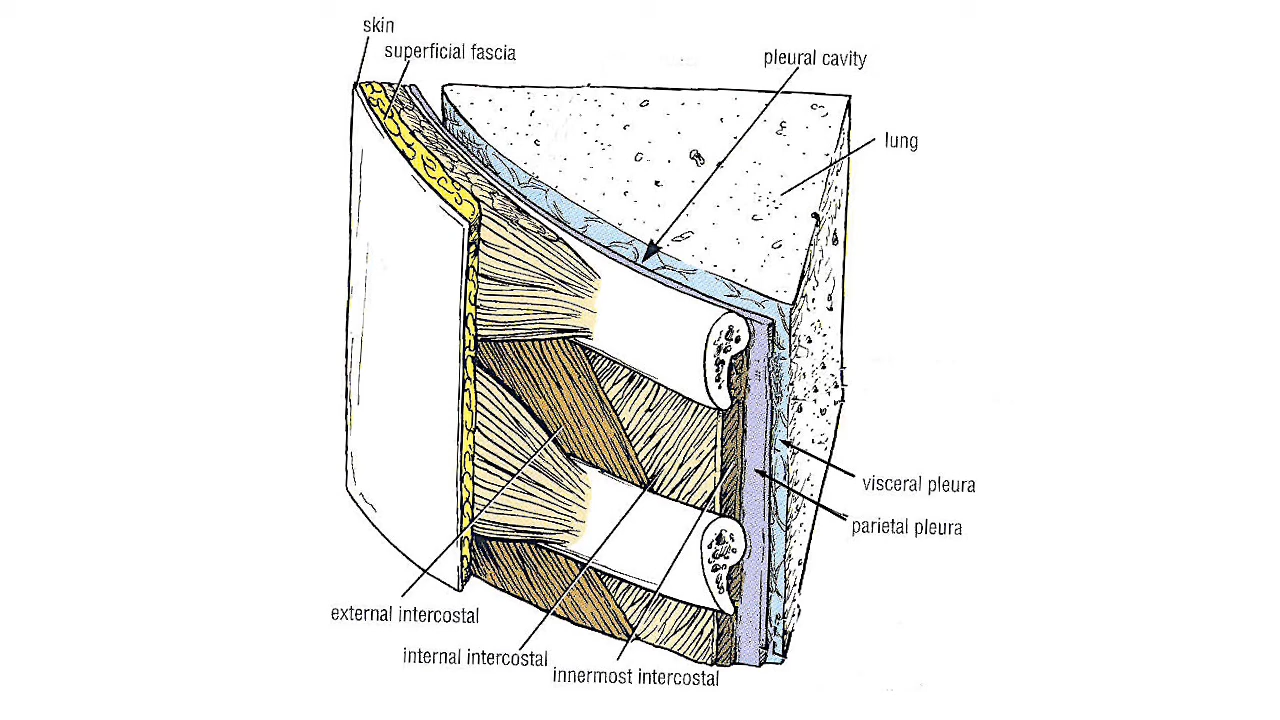 skin
superficial fascia
pleural cavity
lung
visceral pleura
parietal pleura
external intercostal
internal intercostal
innermost intercostal